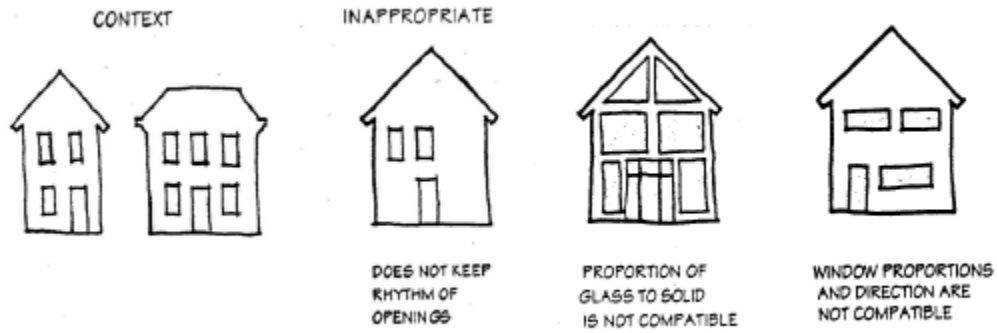 CONTEXT
INAPPROPRIATE
DOES NOT KEEP
RHYTHM OF
OPENINGS
PROPORTION OF
GLASS TO SOLID
IS NOT COMPATIBLE
WINDOW PROPORTIONS
AND DIRECTION ARE
NOT COMPATIBLE